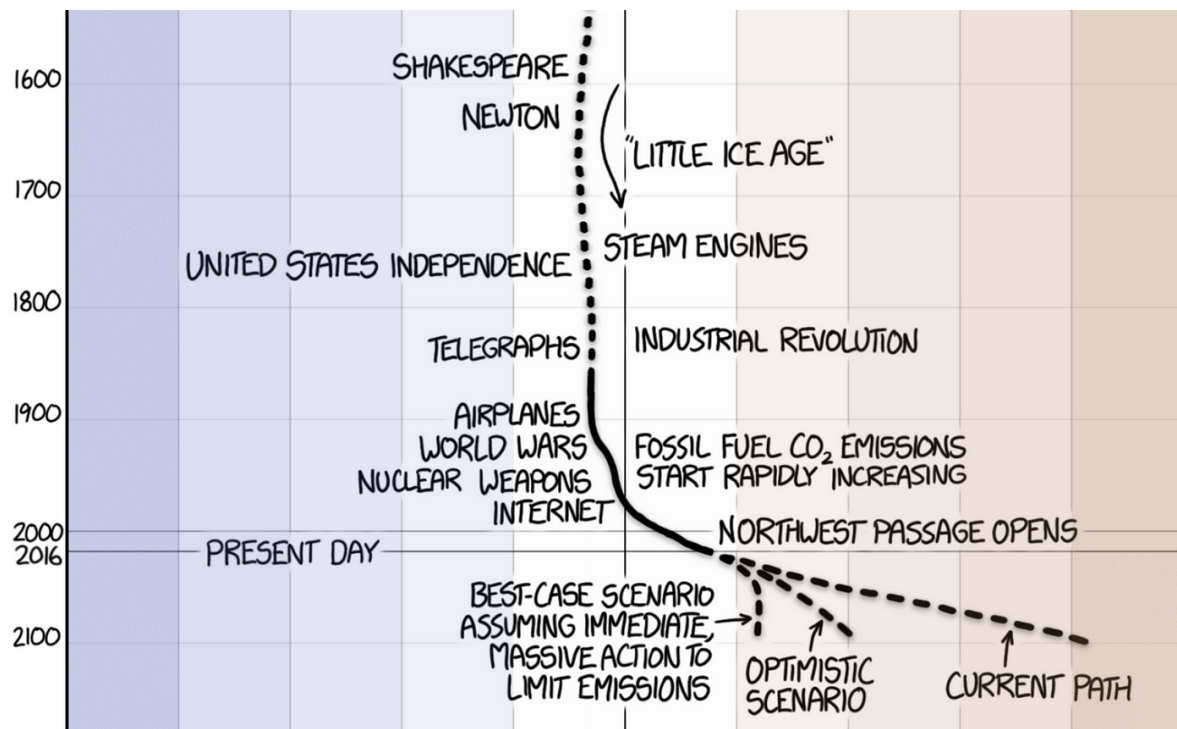 SHAKESPEARE
1600
NEWTON
"LITTLE ICE AGE"
1700
STEAM ENGINES
UNITED STATES INDEPENDENCE
1800
TELEGRAPHS
INDUSTRIAL REVOLUTION
1900
AIRPLANES
WORLD WARS
NUCLEAR WEAPONS
INTERNET
FOSSIL FUEL CO₂ EMISSIONS
START RAPIDLY INCREASING
2000
NORTHWEST PASSAGE OPENS
2016
PRESENT DAY
BEST-CASE SCENARIO
ASSUMING IMMEDIATE,
MASSIVE ACTION TO
LIMIT EMISSIONS
2100
OPTIMISTIC
SCENARIO
CURRENT PATH